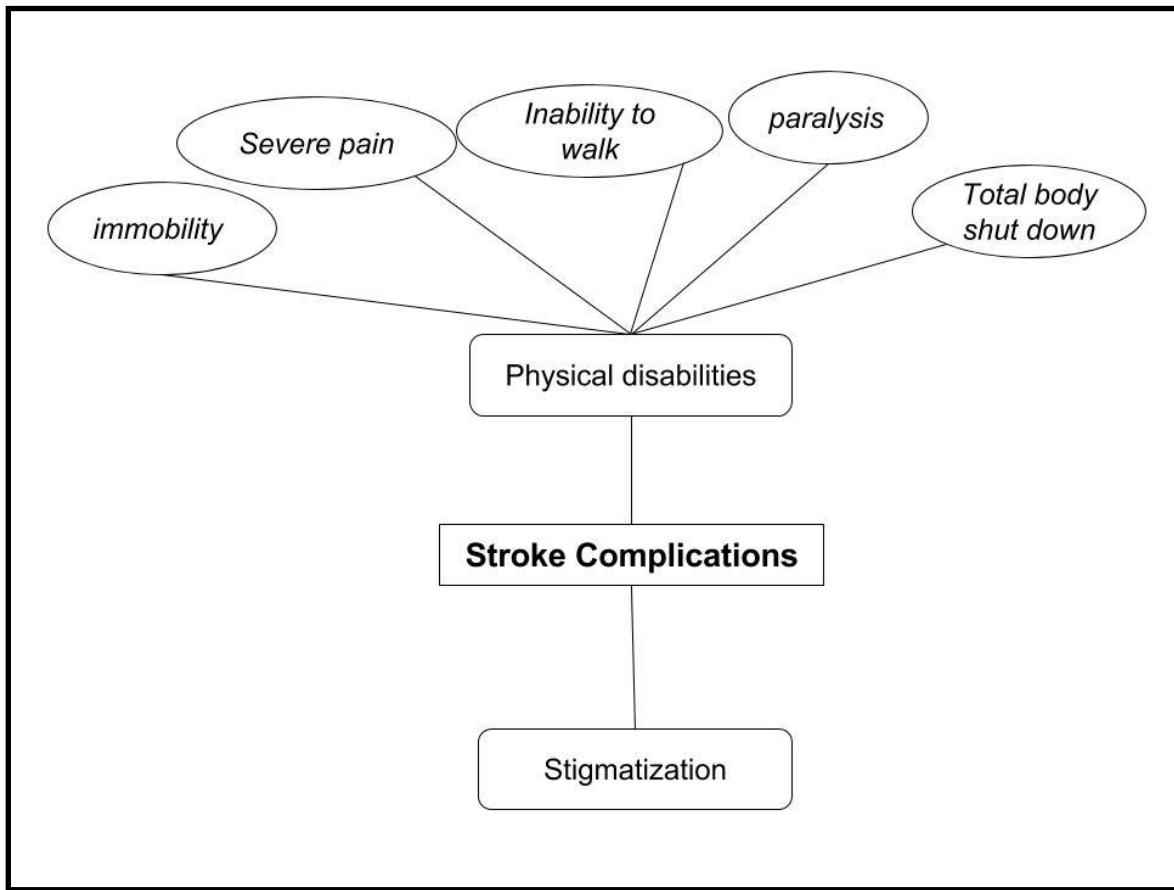 Inability to
walk
paralysis
Severe pain
Total body
shut down
immobility
Physical disabilities
Stroke Complications
Stigmatization